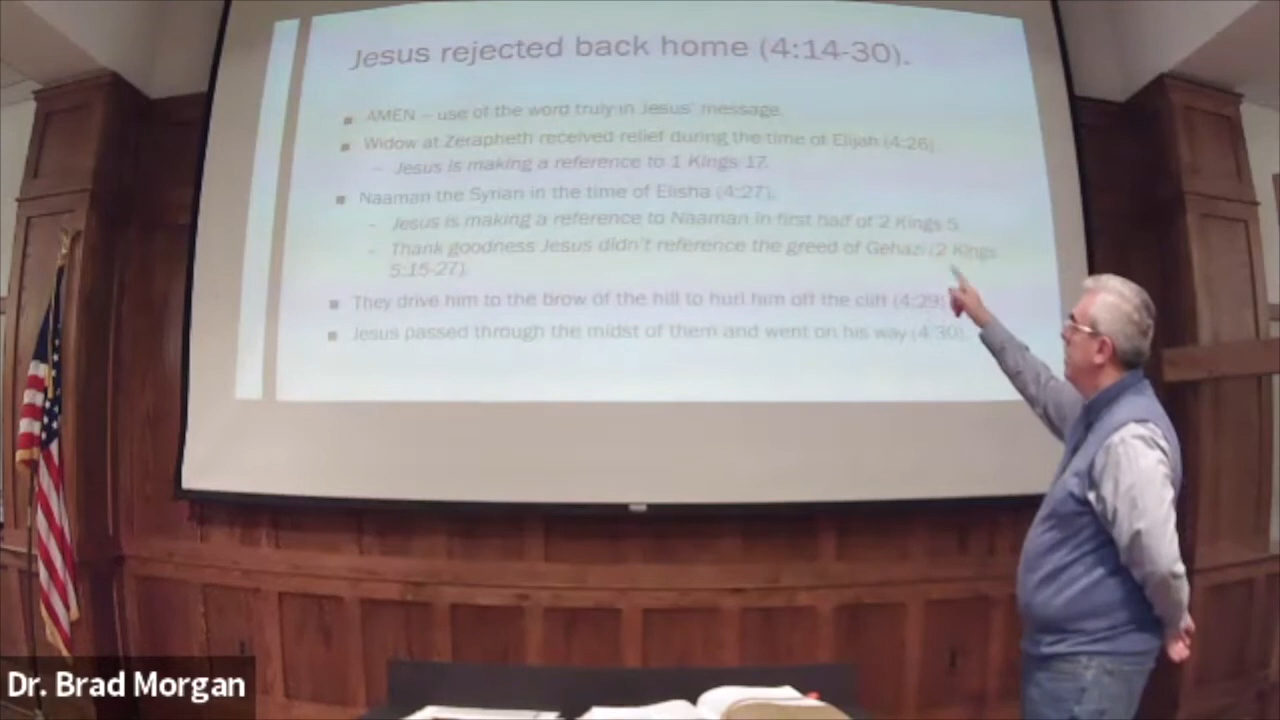 Jesus rejected back home (4:14-30).
AMEN – use of the word truly in Jesus' message.
Widow at Zerapheth received relief during the time of Elijah (4:26).
– Jesus is making a reference to 1 Kings 17.
Naaman the Syrian in the time of Elisha (4:27).
– Jesus is making a reference to Naaman in first half of 2 Kings 5.
– Thank goodness Jesus didn't reference the greed of Gehazi (2 Kings
5:15-27).
They drive him to the brow of the hill to hurl him off the cliff (4:29)
Jesus passed through the midst of them and went on his way (4:30).
Dr. Brad Morgan